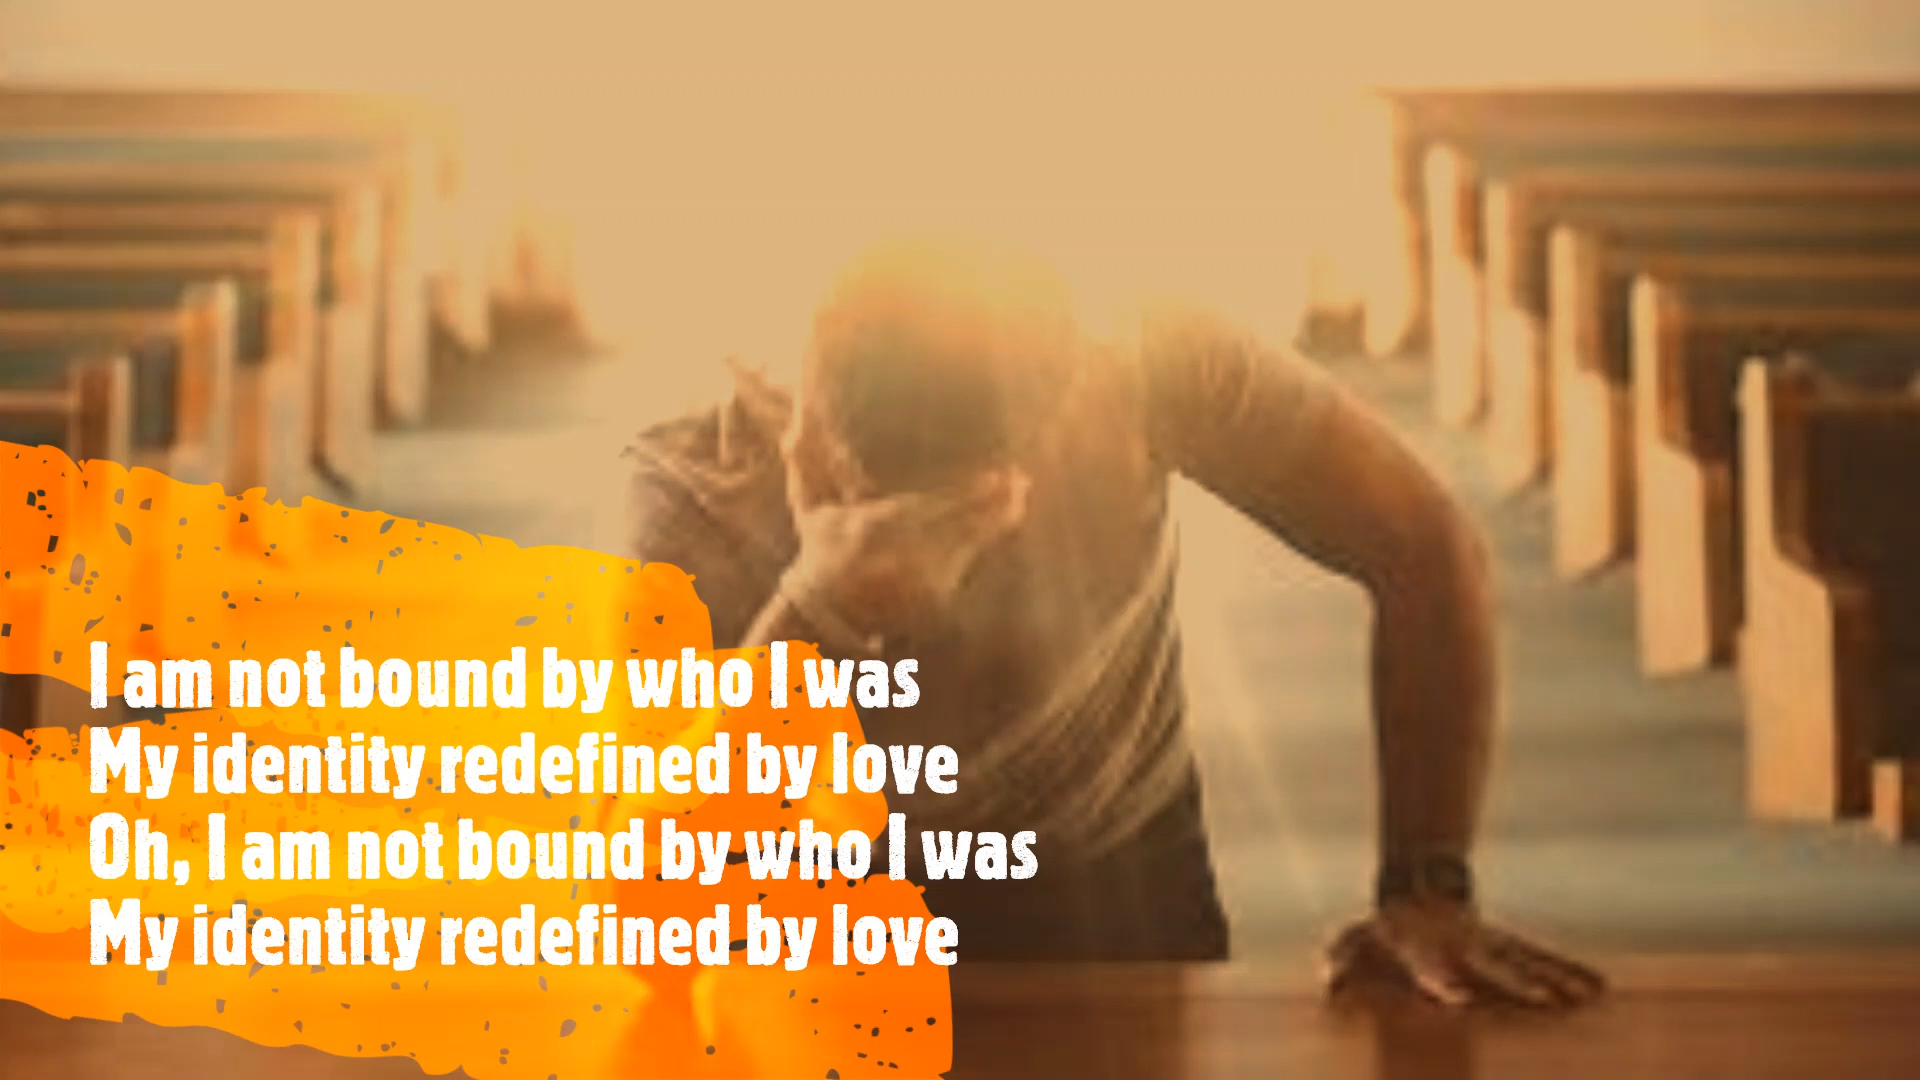 I am not bound by who I was
My identity redefined by love
Oh, I am not bound by who I was
My identity redefined by love